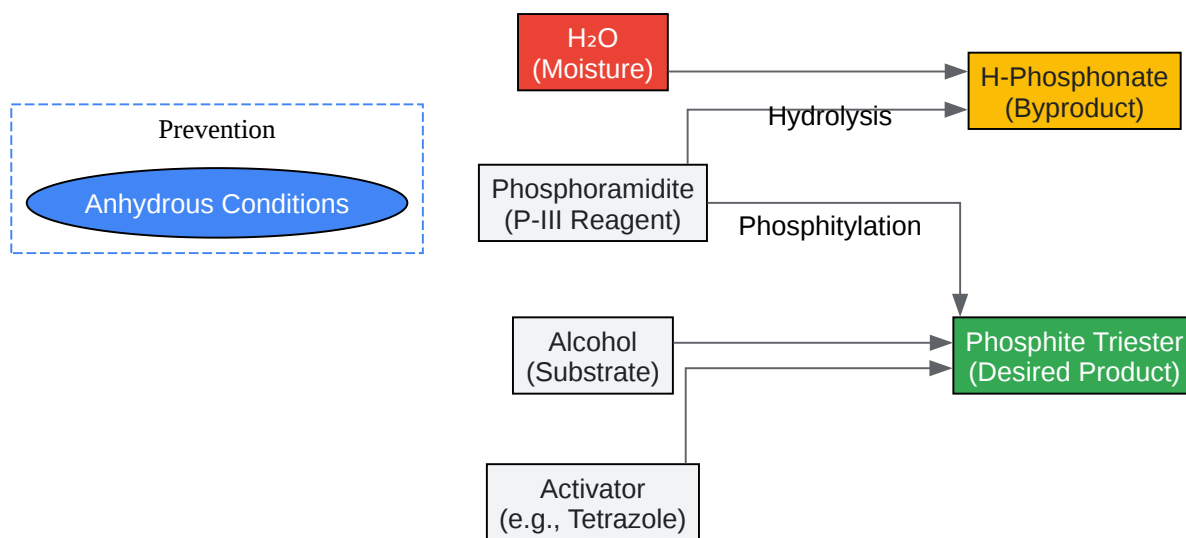 H₂O
(Moisture)
H-Phosphonate
(Byproduct)
Hydrolysis
Prevention
Anhydrous Conditions
Phosphoramidite
(P-III Reagent)
Phosphitylation
Alcohol
(Substrate)
Phosphite Triester
(Desired Product)
Activator
(e.g., Tetrazole)